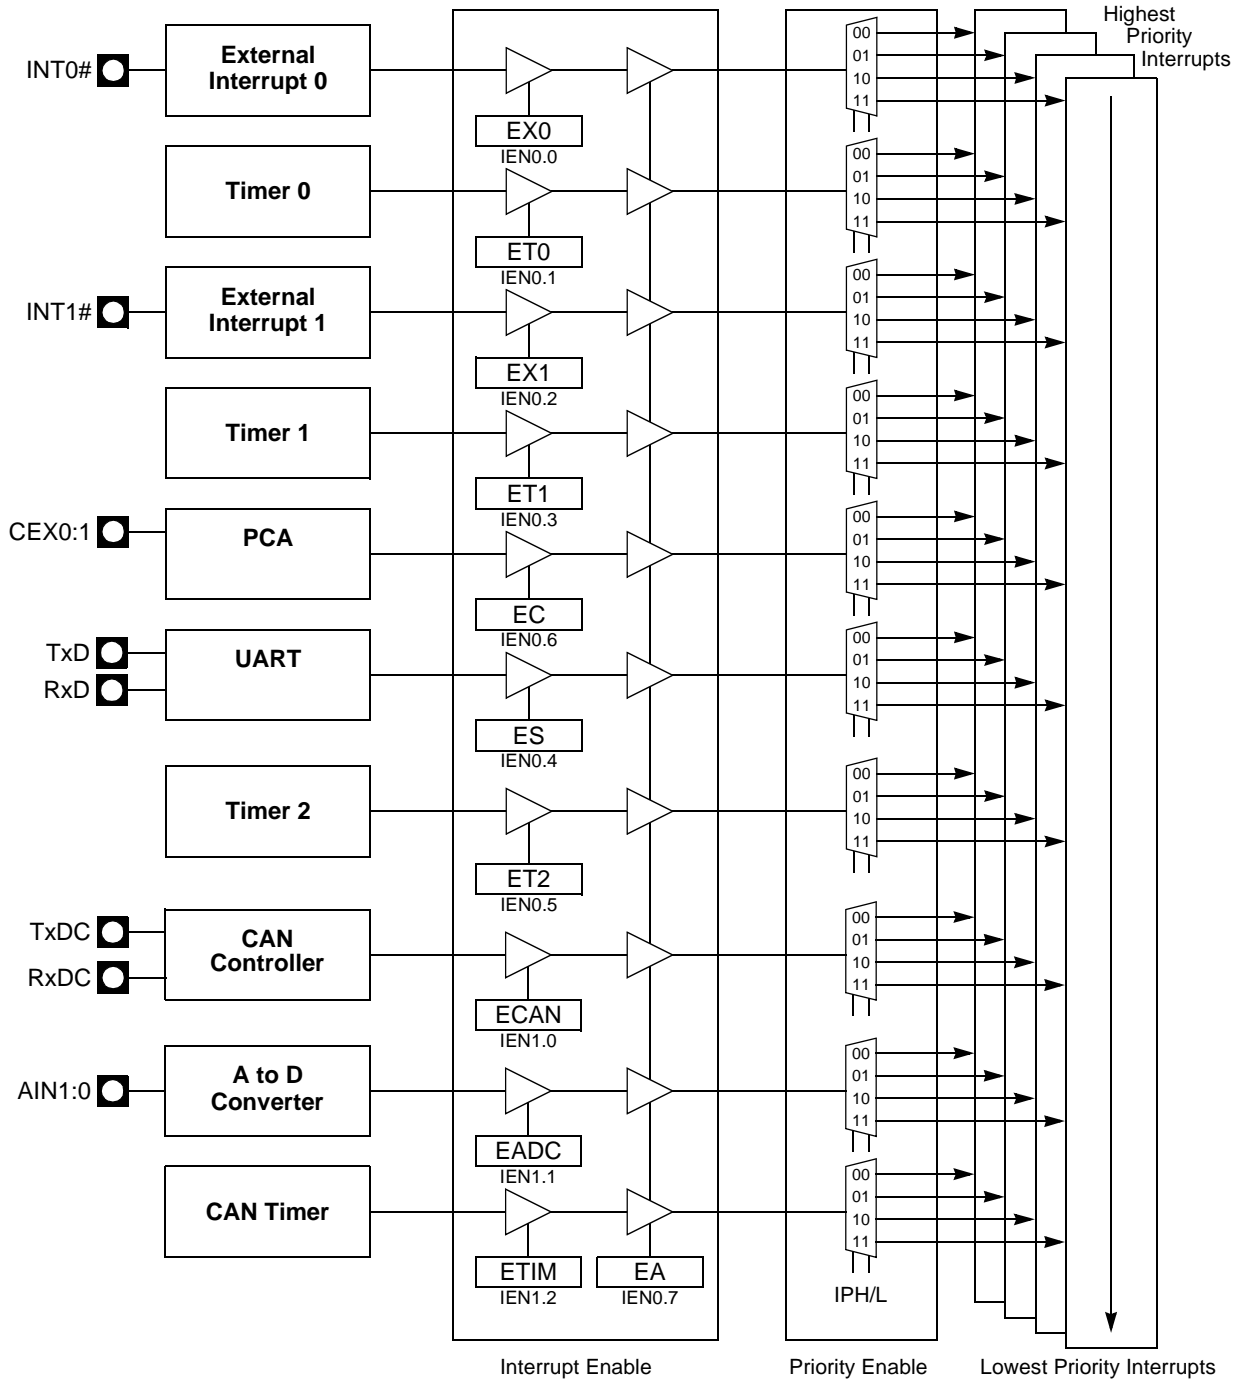 Highest
Priority
Interrupts
INT0#
External
Interrupt 0
EX0
IEN0.0
00
01
10
11
Timer 0
ET0
IEN0.1
00
01
10
11
INT1#
External
Interrupt 1
EX1
IEN0.2
00
01
10
11
Timer 1
ET1
IEN0.3
00
01
10
11
CEX0:1
PCA
EC
IEN0.6
00
01
10
11
TxD
RxD
UART
ES
IEN0.4
00
01
10
11
Timer 2
ET2
IEN0.5
00
01
10
11
TxDC
RxDC
CAN
Controller
ECAN
IEN1.0
00
01
10
11
AIN1:0
A to D
Converter
EADC
IEN1.1
00
01
10
11
CAN Timer
ETIM
IEN1.2
EA
IEN0.7
00
01
10
11
IPH/L
Interrupt Enable
Priority Enable
Lowest Priority Interrupts